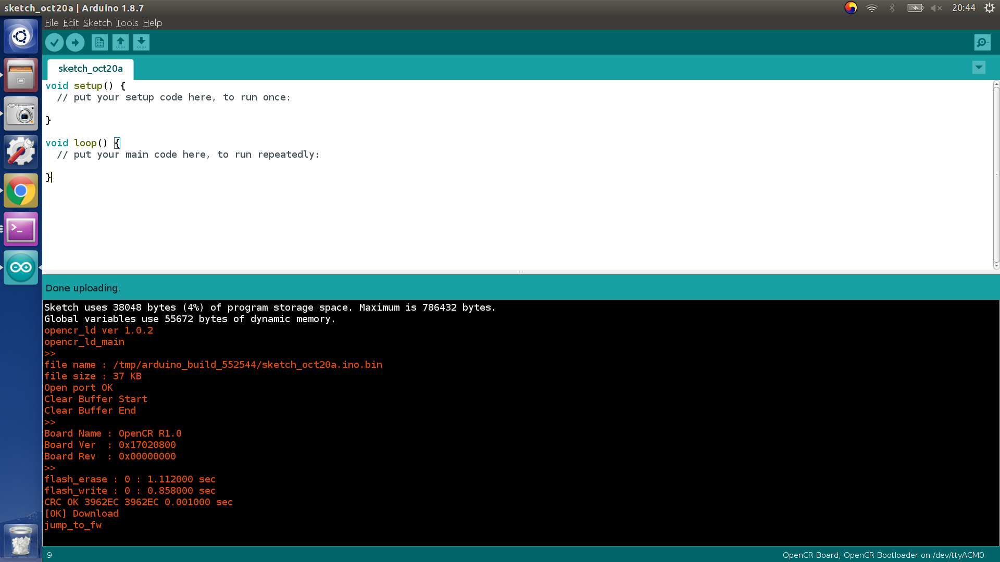 sketch_oct20a | Arduino 1.8.7
20:44
File Edit Sketch Tools Help
sketch_oct20a
void setup() {
  // put your setup code here, to run once:
}
void loop() {
  // put your main code here, to run repeatedly:
}
Done uploading.
Sketch uses 38048 bytes (4%) of program storage space. Maximum is 786432 bytes.
Global variables use 55672 bytes of dynamic memory.
opencr_ld ver 1.0.2
opencr_ld_main
>>
file name : /tmp/arduino_build_552544/sketch_oct20a.ino.bin
file size : 37 KB
Open port OK
Clear Buffer Start
Clear Buffer End
>>
Board Name : OpenCR R1.0
Board Ver  : 0x17020800
Board Rev  : 0x00000000
>>
flash_erase : 0 : 1.112000 sec
flash_write : 0 : 0.858000 sec
CRC OK 3962EC 3962EC 0.001000 sec
[OK] Download
jump_to_fw
9
OpenCR Board, OpenCR Bootloader on /dev/ttyACM0